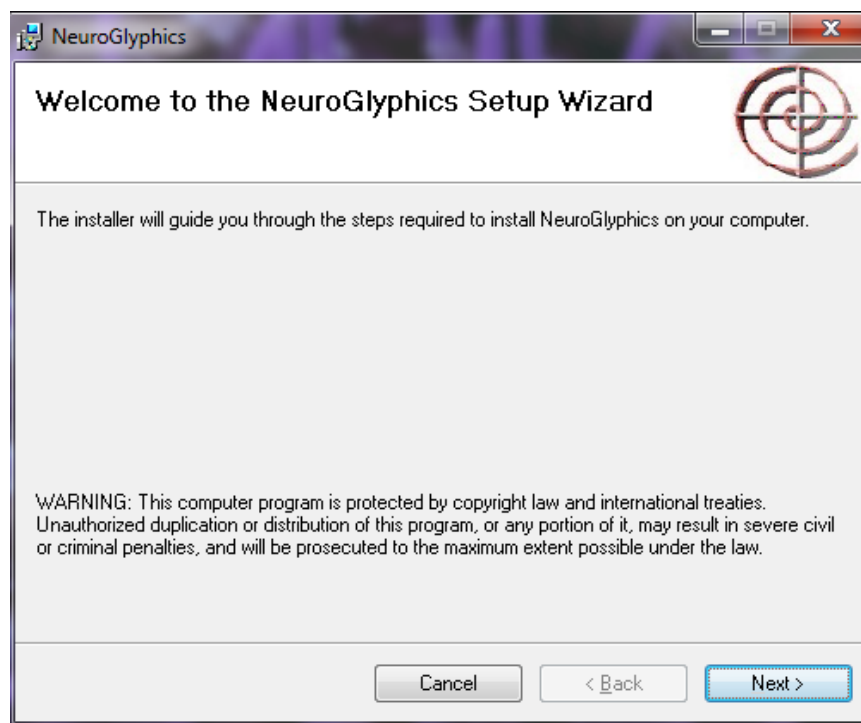 NeuroGlyphics
Welcome to the NeuroGlyphics Setup Wizard
The installer will guide you through the steps required to install NeuroGlyphics on your computer.
WARNING: This computer program is protected by copyright law and international treaties.
Unauthorized duplication or distribution of this program, or any portion of it, may result in severe civil
or criminal penalties, and will be prosecuted to the maximum extent possible under the law.
Cancel < Back Next >